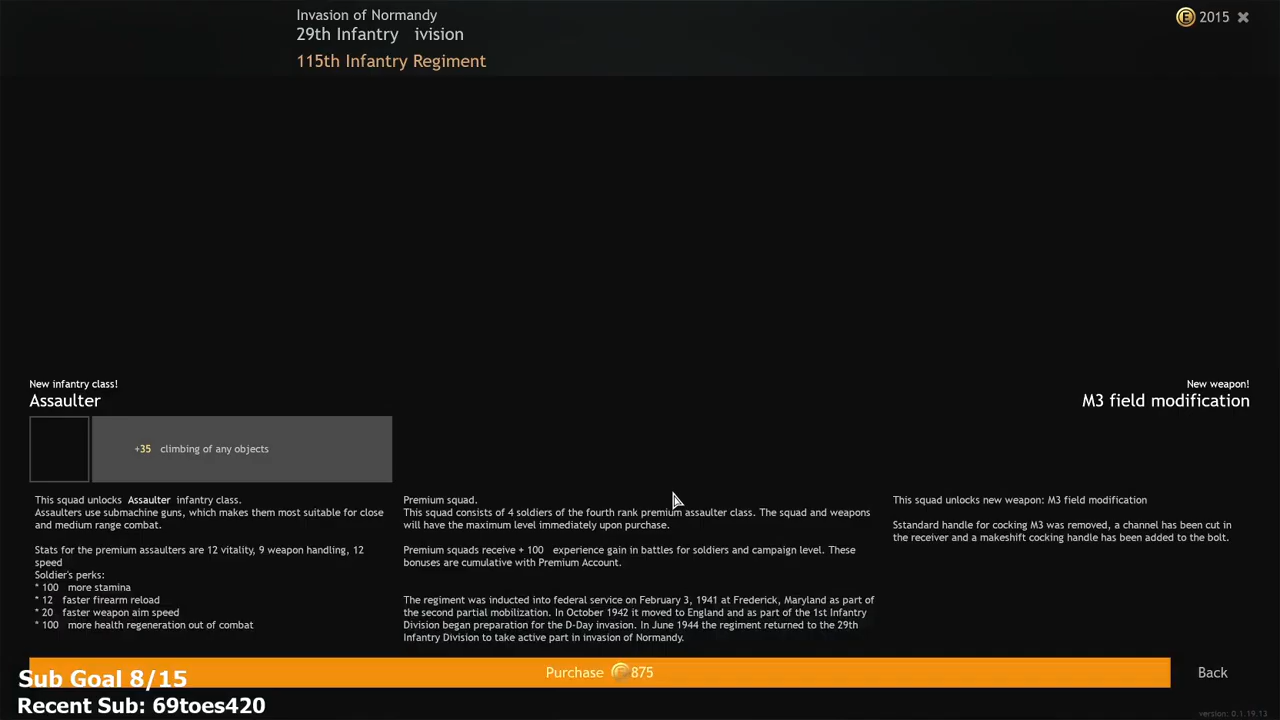 Invasion of Normandy
29th Infantry ivision
115th Infantry Regiment
2015
New infantry class!
Assaulter
New weapon!
M3 field modification
+35 climbing of any objects
This squad unlocks Assaulter infantry class.
Assaulters use submachine guns, which makes them most suitable for close
and medium range combat.
Stats for the premium assaulters are 12 vitality, 9 weapon handling, 12
speed
Soldier's perks:
* 100 more stamina
* 12 faster firearm reload
* 20 faster weapon aim speed
* 100 more health regeneration out of combat
Premium squad.
This squad consists of 4 soldiers of the fourth rank premium assaulter class. The squad and weapons
will have the maximum level immediately upon purchase.
Premium squads receive + 100 experience gain in battles for soldiers and campaign level. These
bonuses are cumulative with Premium Account.
The regiment was inducted into federal service on February 3, 1941 at Frederick, Maryland as part of
the second partial mobilization. In October 1942 it moved to England and as part of the 1st Infantry
Division began preparation for the D-Day invasion. In June 1944 the regiment returned to the 29th
Infantry Division to take active part in invasion of Normandy.
This squad unlocks new weapon: M3 field modification
Sstandard handle for cocking M3 was removed, a channel has been cut in
the receiver and a makeshift cocking handle has been added to the bolt.
Purchase 875
Back
Sub Goal 8/15
Recent Sub: 69toes420
version: 0.1.19.13